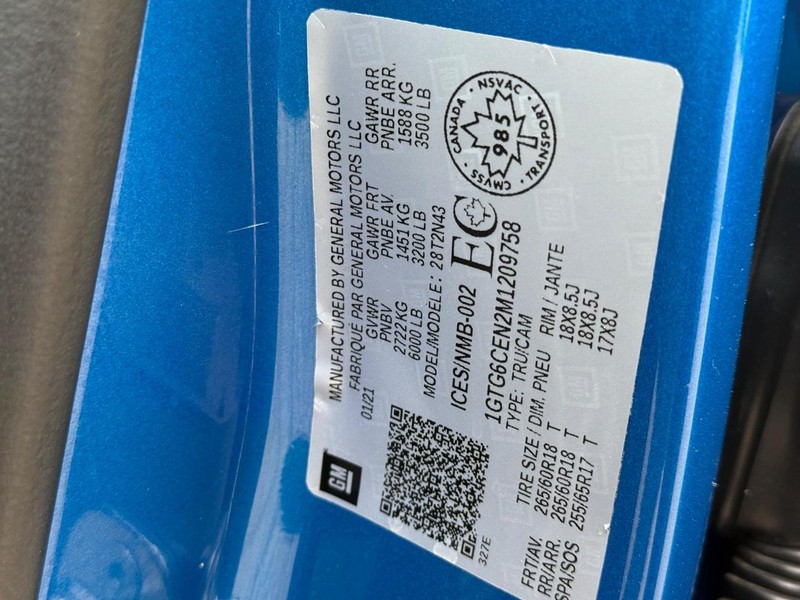 GM
MANUFACTURED BY GENERAL MOTORS LLC
FABRIQUÉ PAR GENERAL MOTORS LLC
01/21 GVWR GAWR FRT GAWR RR
PNBV PNBE AV. PNBE ARR.
2722 KG 1451 KG 1588 KG
6000 LB 3200 LB 3500 LB
MODEL/MODELE: 28T2N43
ICES/NMB-002 EC
CANADA · NSVAC · TRANSPORT · CMVSS
985
1GTG6CEN2M1209758
TYPE: TRU/CAM
TIRE SIZE / DIM. PNEU RIM / JANTE
FRT/AV. 265/60R18 T 18X8.5J
RR/ARR. 265/60R18 T 18X8.5J
SPA/SOS 255/65R17 T 17X8J
327E